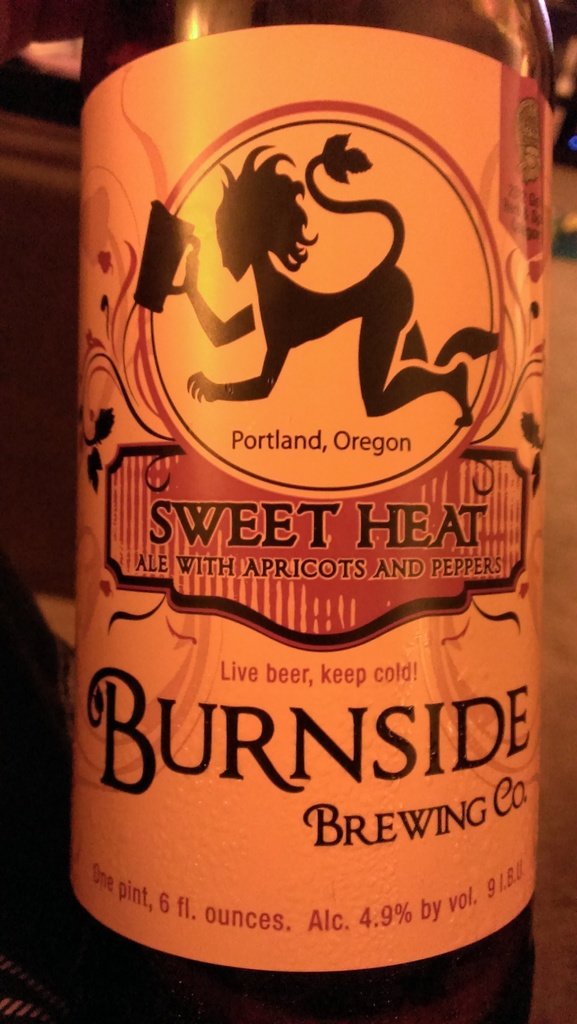 Portland, Oregon
SWEET HEAT
ALE WITH APRICOTS AND PEPPERS
Live beer, keep cold!
BURNSIDE
BREWING CO.
One pint, 6 fl. ounces. Alc. 4.9% by vol. 9 I.B.U.